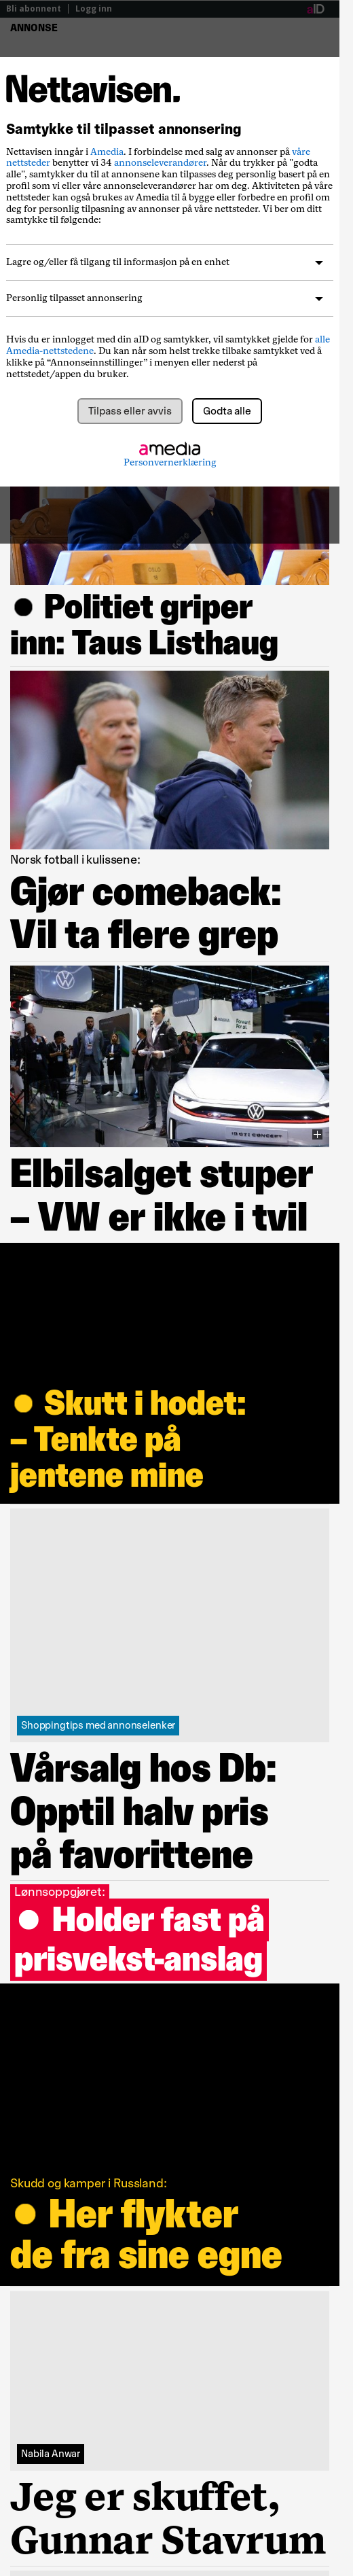 Bli abonnent | Logg inn
aID
ANNONSE
Nettavisen.
Samtykke til tilpasset annonsering
Nettavisen inngår i Amedia. I forbindelse med salg av annonser på våre
nettsteder benytter vi 34 annonseleverandører. Når du trykker på "godta
alle", samtykker du til at annonsene kan tilpasses deg personlig basert på en
profil som vi eller våre annonseleverandører har om deg. Aktiviteten på våre
nettsteder kan også brukes av Amedia til å bygge eller forbedre en profil om
deg for personlig tilpasning av annonser på våre nettsteder. Vi ber om ditt
samtykke til følgende:
Lagre og/eller få tilgang til informasjon på en enhet
Personlig tilpasset annonsering
Hvis du er innlogget med din aID og samtykker, vil samtykket gjelde for alle
Amedia-nettstedene. Du kan når som helst trekke tilbake samtykket ved å
klikke på “Annonseinnstillinger” i menyen eller nederst på
nettstedet/appen du bruker.
Tilpass eller avvis
Godta alle
amedia
Personvernerklæring
Politiet griper
inn: Taus Listhaug
Norsk fotball i kulissene:
Gjør comeback:
Vil ta flere grep
Elbilsalget stuper
– VW er ikke i tvil
Skutt i hodet:
– Tenkte på
jentene mine
Shoppingtips med annonselenker
Vårsalg hos Db:
Opptil halv pris
på favorittene
Lønnsoppgjøret:
Holder fast på
prisvekst-anslag
Skudd og kamper i Russland:
Her flykter
de fra sine egne
Nabila Anwar
Jeg er skuffet,
Gunnar Stavrum